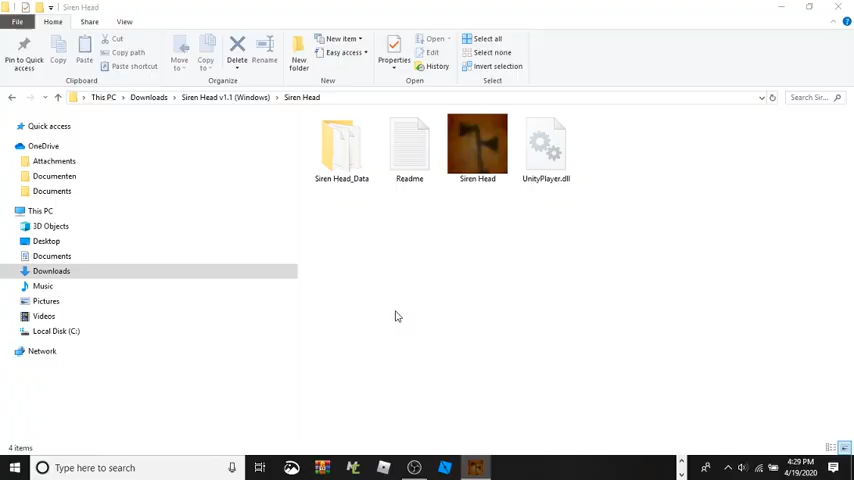 Siren Head
File Home Share View
Pin to Quick access
Copy
Paste
Cut
Copy path
Paste shortcut
Clipboard
Move to
Copy to
Delete
Rename
Organize
New folder
New item
Easy access
New
Properties
Open
Edit
History
Open
Select all
Select none
Invert selection
Select
This PC > Downloads > Siren Head v1.1 (Windows) > Siren Head
Search Sir...
Quick access
OneDrive
Attachments
Documenten
Documents
This PC
3D Objects
Desktop
Documents
Downloads
Music
Pictures
Videos
Local Disk (C:)
Network
Siren Head_Data
Readme
Siren Head
UnityPlayer.dll
4 items
Type here to search
4:29 PM
4/19/2020